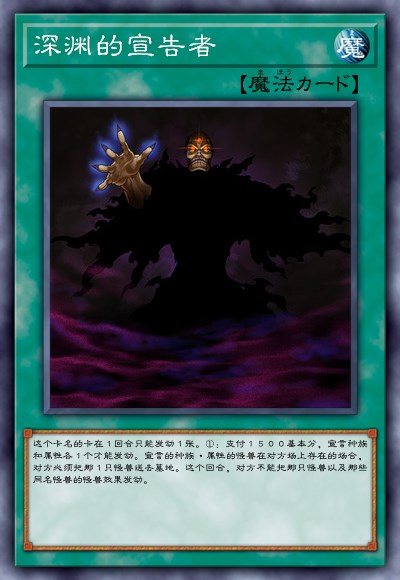 深渊的宣告者
魔
【魔法カード】
まほう
这个卡名的卡在1回合只能发动1张。①：支付1500基本分，宣言种族
和属性各1个才能发动。宣言的种族·属性的怪兽在对方场上存在的场合，
对方必须把那1只怪兽送去墓地。这个回合，对方不能把那只怪兽以及那些
同名怪兽的怪兽效果发动。